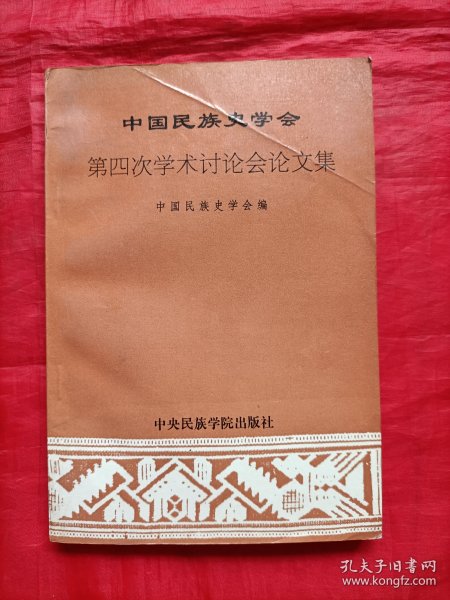 中国民族史学会
第四次学术讨论会论文集
中国民族史学会编
中央民族学院出版社
孔夫子旧书网
www.kongfz.com